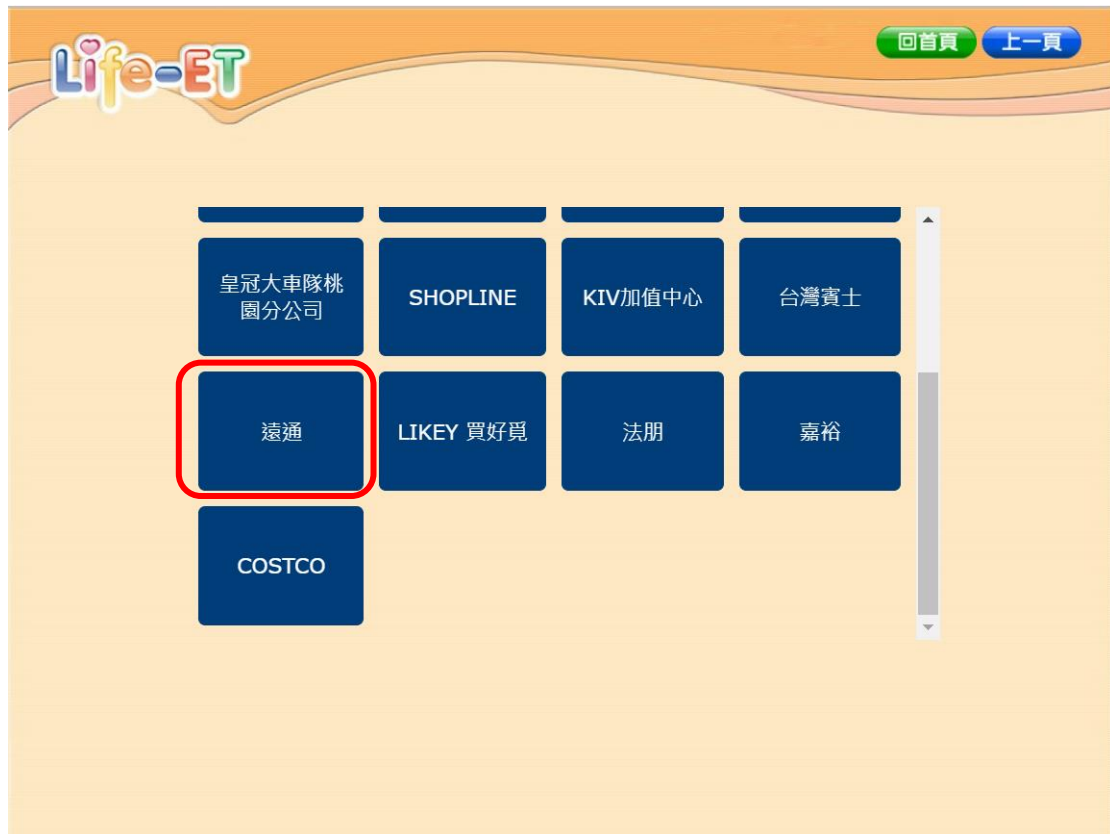 Life-ET
回首頁
上一頁
皇冠大車隊桃
園分公司
SHOPLINE
KIV加值中心
台灣賓士
遠通
LIKEY 買好覓
法朋
嘉裕
COSTCO